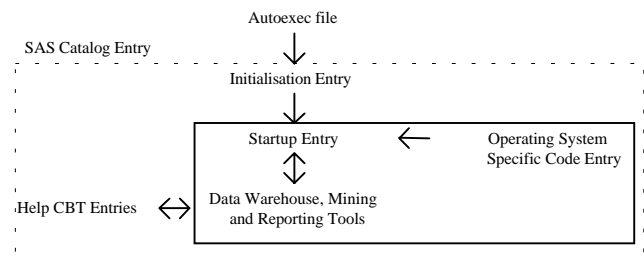 Autoexec file
SAS Catalog Entry
Initialisation Entry
Startup Entry
Operating System
Specific Code Entry
Data Warehouse, Mining
and Reporting Tools
Help CBT Entries